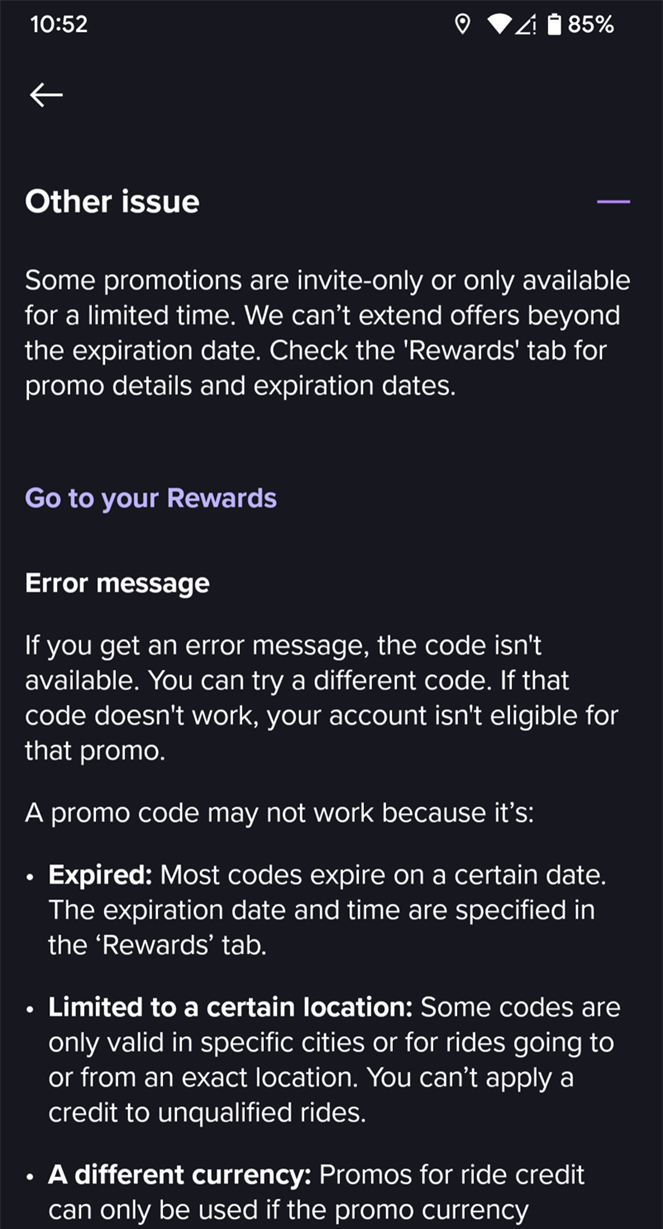 10:52
85%
Other issue
Some promotions are invite-only or only available
for a limited time. We can’t extend offers beyond
the expiration date. Check the 'Rewards' tab for
promo details and expiration dates.
Go to your Rewards
Error message
If you get an error message, the code isn't
available. You can try a different code. If that
code doesn't work, your account isn't eligible for
that promo.
A promo code may not work because it’s:
• Expired: Most codes expire on a certain date.
The expiration date and time are specified in
the ‘Rewards’ tab.
• Limited to a certain location: Some codes are
only valid in specific cities or for rides going to
or from an exact location. You can’t apply a
credit to unqualified rides.
• A different currency: Promos for ride credit
can only be used if the promo currency